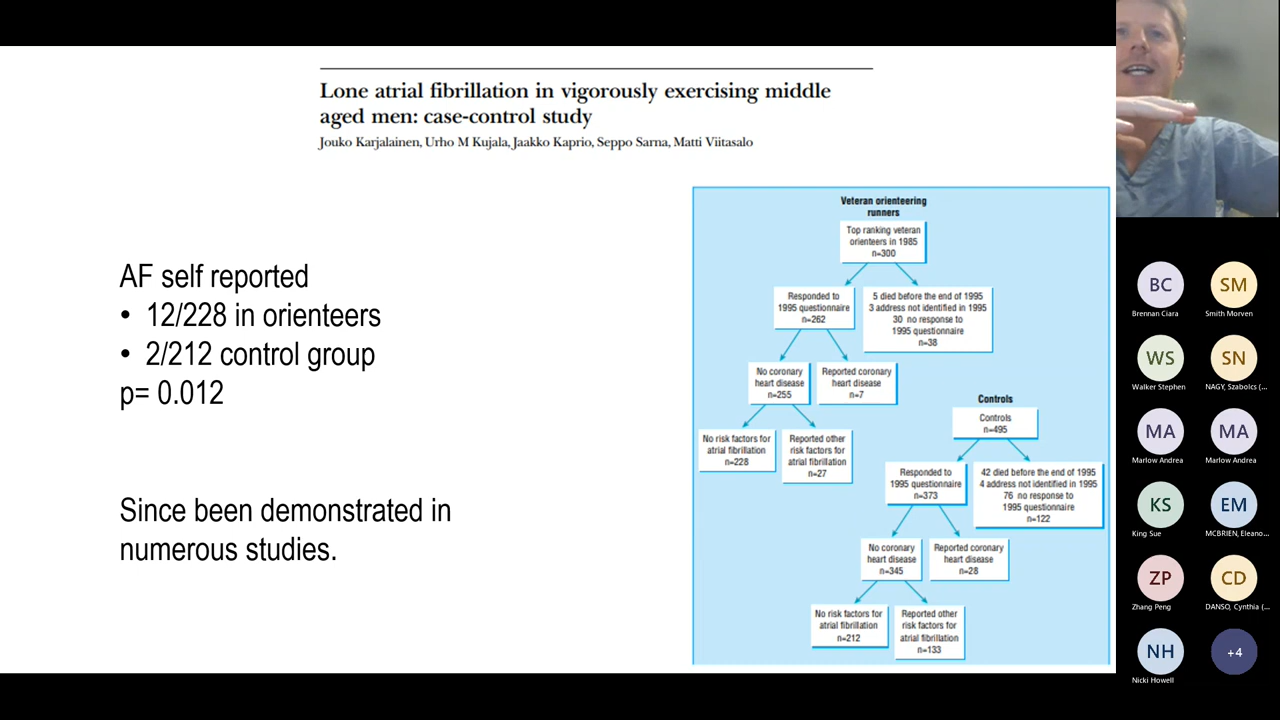 Lone atrial fibrillation in vigorously exercising middle
aged men: case-control study
Jouko Karjalainen, Urho M Kujala, Jaakko Kaprio, Seppo Sarna, Matti Viitasalo
AF self reported
• 12/228 in orienteers
• 2/212 control group
p= 0.012
Since been demonstrated in
numerous studies.
Veteran orienteering
runners
Top ranking veteran
orienteers in 1985
n=300
Responded to
1995 questionnaire
n=262
5 died before the end of 1995
3 address not identified in 1995
30 no response to
1995 questionnaire
n=38
No coronary
heart disease
n=255
Reported coronary
heart disease
n=7
No risk factors for
atrial fibrillation
n=228
Reported other
risk factors for
atrial fibrillation
n=27
Controls
Controls
n=495
Responded to
1995 questionnaire
n=373
42 died before the end of 1995
4 address not identified in 1995
76 no response to
1995 questionnaire
n=122
No coronary
heart disease
n=345
Reported coronary
heart disease
n=28
No risk factors for
atrial fibrillation
n=212
Reported other
risk factors for
atrial fibrillation
n=133
BC
Brennan Ciara
SM
Smith Morven
WS
Walker Stephen
SN
NAGY, Szabolcs (...
MA
Marlow Andrea
MA
Marlow Andrea
KS
King Sue
EM
MCBRIEN, Eleano...
ZP
Zhang Peng
CD
DANSO, Cynthia (...
NH
Nicki Howell
+4